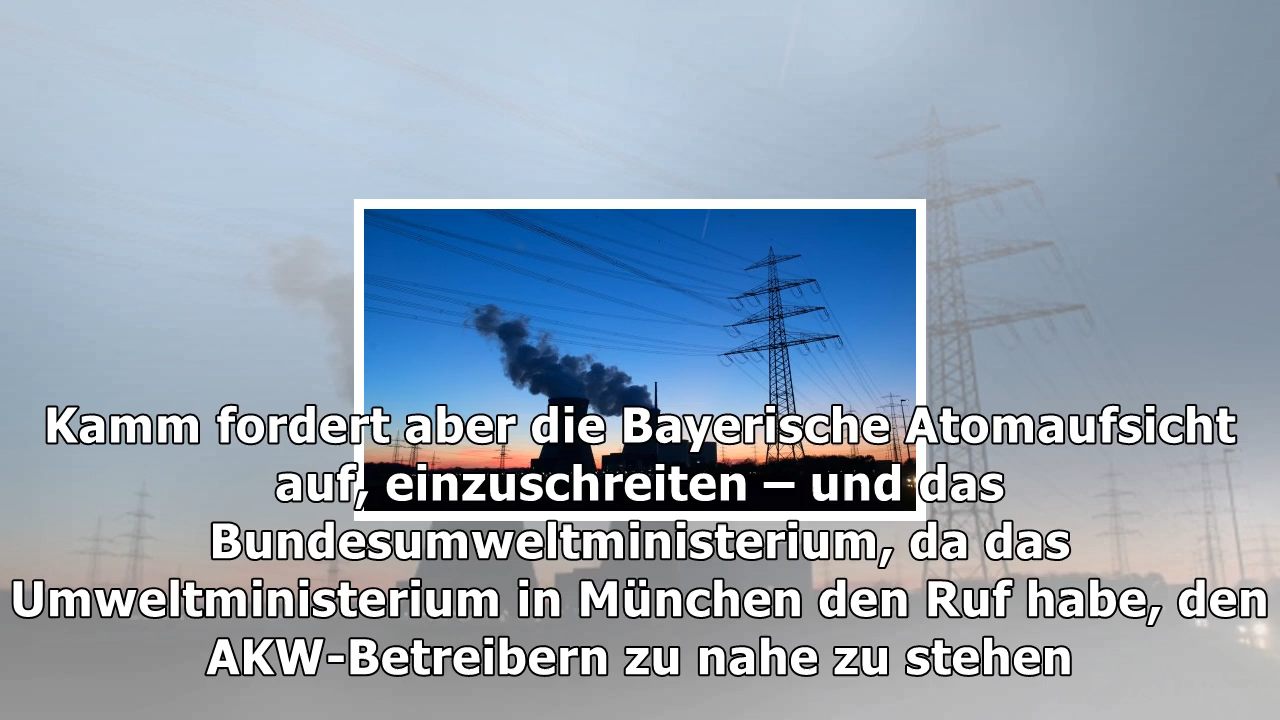 Kamm fordert aber die Bayerische Atomaufsicht
auf, einzuschreiten – und das
Bundesumweltministerium, da das
Umweltministerium in München den Ruf habe, den
AKW-Betreibern zu nahe zu stehen